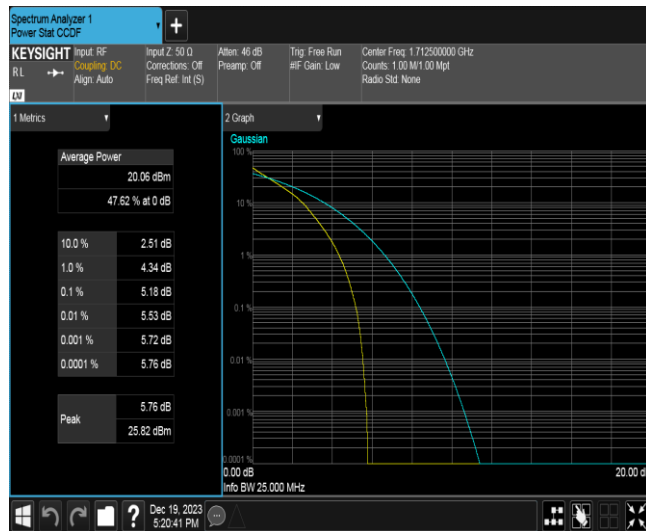 Spectrum Analyzer 1
Power Stat CCDF
+
KEYSIGHT
RL
LXI
Input: RF
Coupling: DC
Align: Auto
Input Z: 50 Ω
Corrections: Off
Freq Ref: Int (S)
Atten: 46 dB
Preamp: Off
Trig: Free Run
#IF Gain: Low
Center Freq: 1.712500000 GHz
Counts: 1.00 M/1.00 Mpt
Radio Std: None
1 Metrics
Average Power
20.06 dBm
47.62 % at 0 dB
10.0 % 2.51 dB
1.0 % 4.34 dB
0.1 % 5.18 dB
0.01 % 5.53 dB
0.001 % 5.72 dB
0.0001 % 5.76 dB
Peak
5.76 dB
25.82 dBm
2 Graph
Gaussian
100 %
10 %
1 %
0.1 %
0.01 %
0.001 %
0.0001 %
0.00 dB
20.00 d
Info BW 25.000 MHz
?
Dec 19, 2023
5:20:41 PM